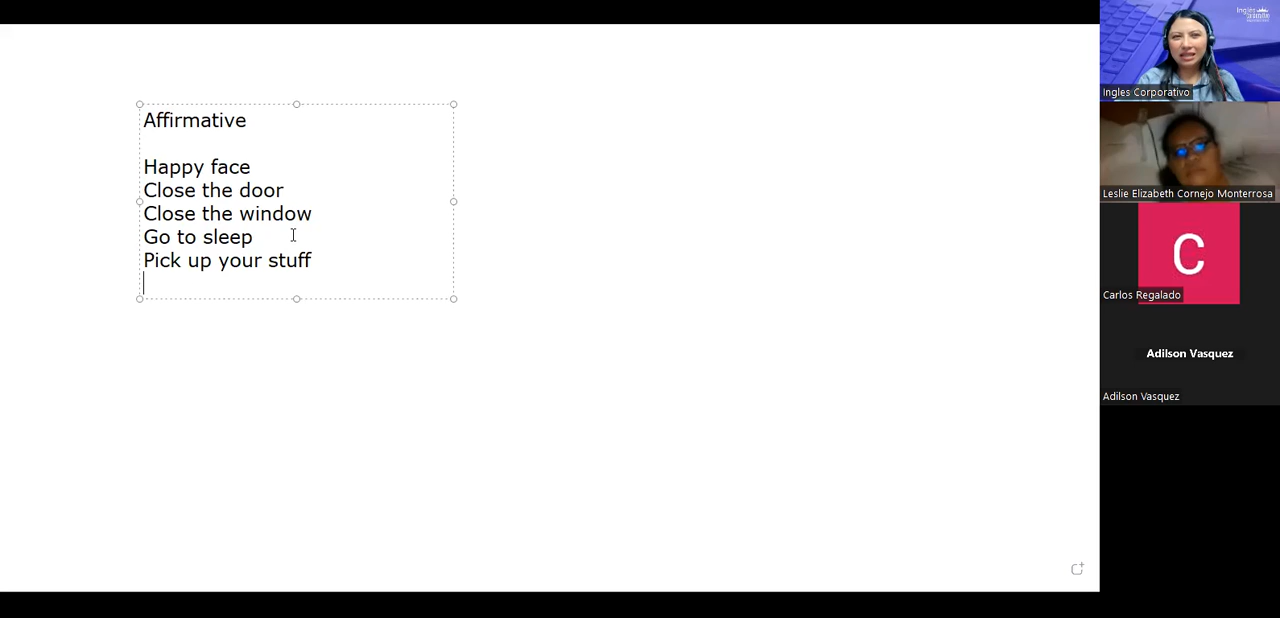 Affirmative
Happy face
Close the door
Close the window
Go to sleep
Pick up your stuff
Ingles Corporativo
Leslie Elizabeth Cornejo Monterrosa
C
Carlos Regalado
Adilson Vasquez
Adilson Vasquez